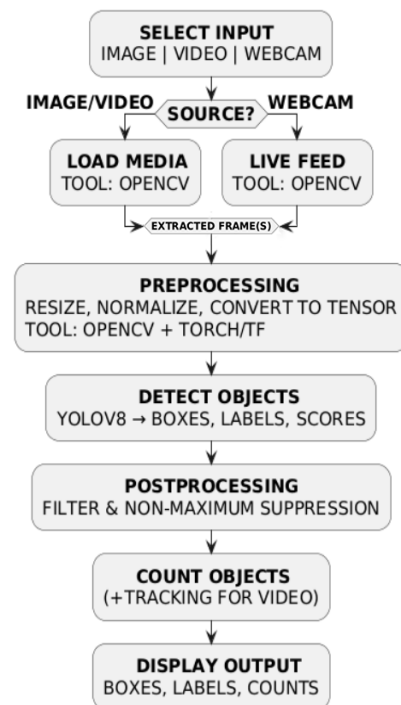 SELECT INPUT
IMAGE | VIDEO | WEBCAM
IMAGE/VIDEO
SOURCE?
WEBCAM
LOAD MEDIA
TOOL: OPENCV
LIVE FEED
TOOL: OPENCV
EXTRACTED FRAME(S)
PREPROCESSING
RESIZE, NORMALIZE, CONVERT TO TENSOR
TOOL: OPENCV + TORCH/TF
DETECT OBJECTS
YOLOV8 → BOXES, LABELS, SCORES
POSTPROCESSING
FILTER & NON-MAXIMUM SUPPRESSION
COUNT OBJECTS
(+TRACKING FOR VIDEO)
DISPLAY OUTPUT
BOXES, LABELS, COUNTS